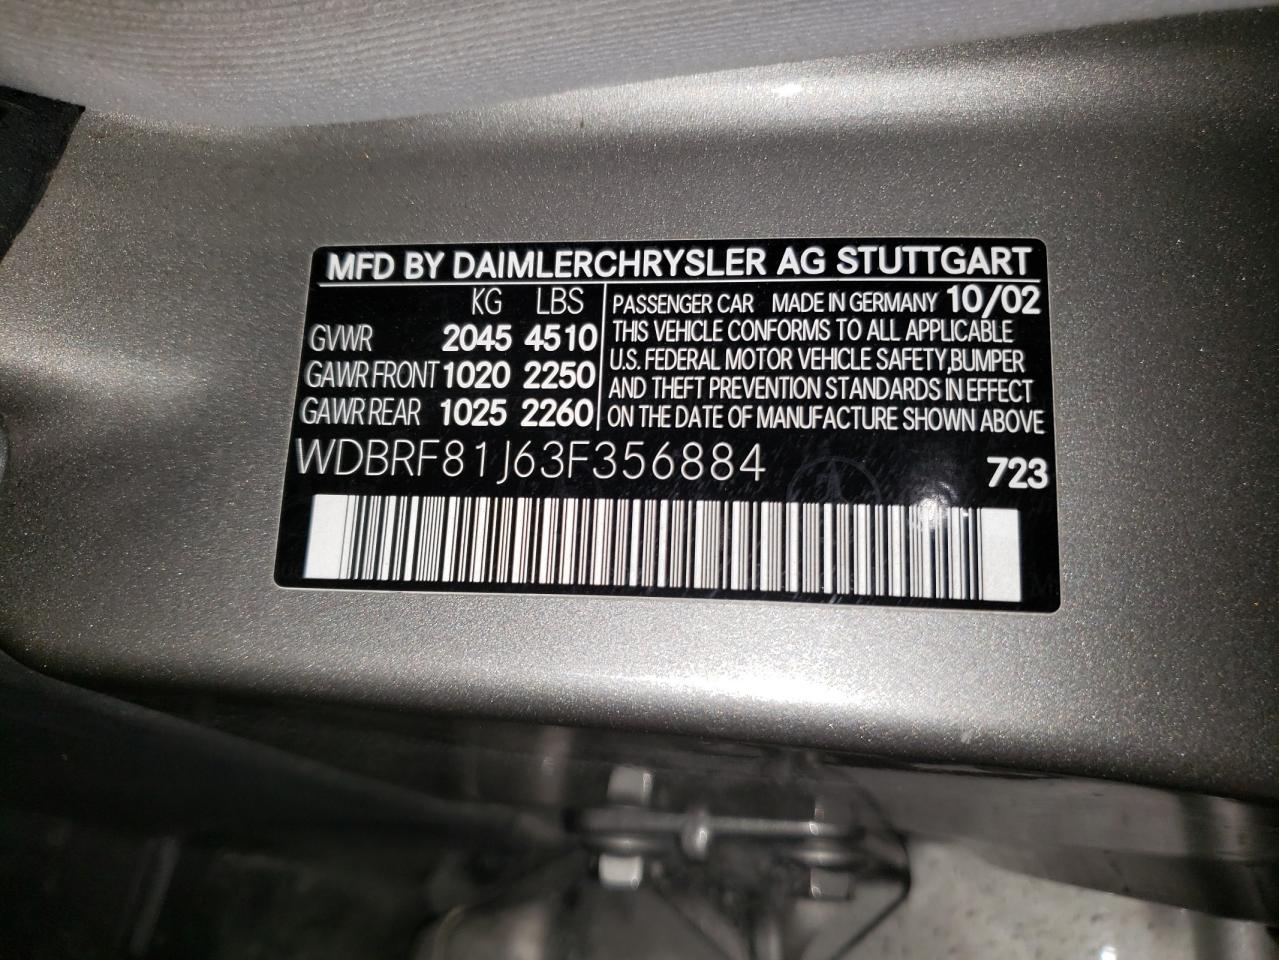 MFD BY DAIMLERCHRYSLER AG STUTTGART
KG LBS
GVWR 2045 4510
GAWR FRONT 1020 2250
GAWR REAR 1025 2260
PASSENGER CAR MADE IN GERMANY 10/02
THIS VEHICLE CONFORMS TO ALL APPLICABLE
U.S. FEDERAL MOTOR VEHICLE SAFETY,BUMPER
AND THEFT PREVENTION STANDARDS IN EFFECT
ON THE DATE OF MANUFACTURE SHOWN ABOVE
WDBRF81J63F356884
723